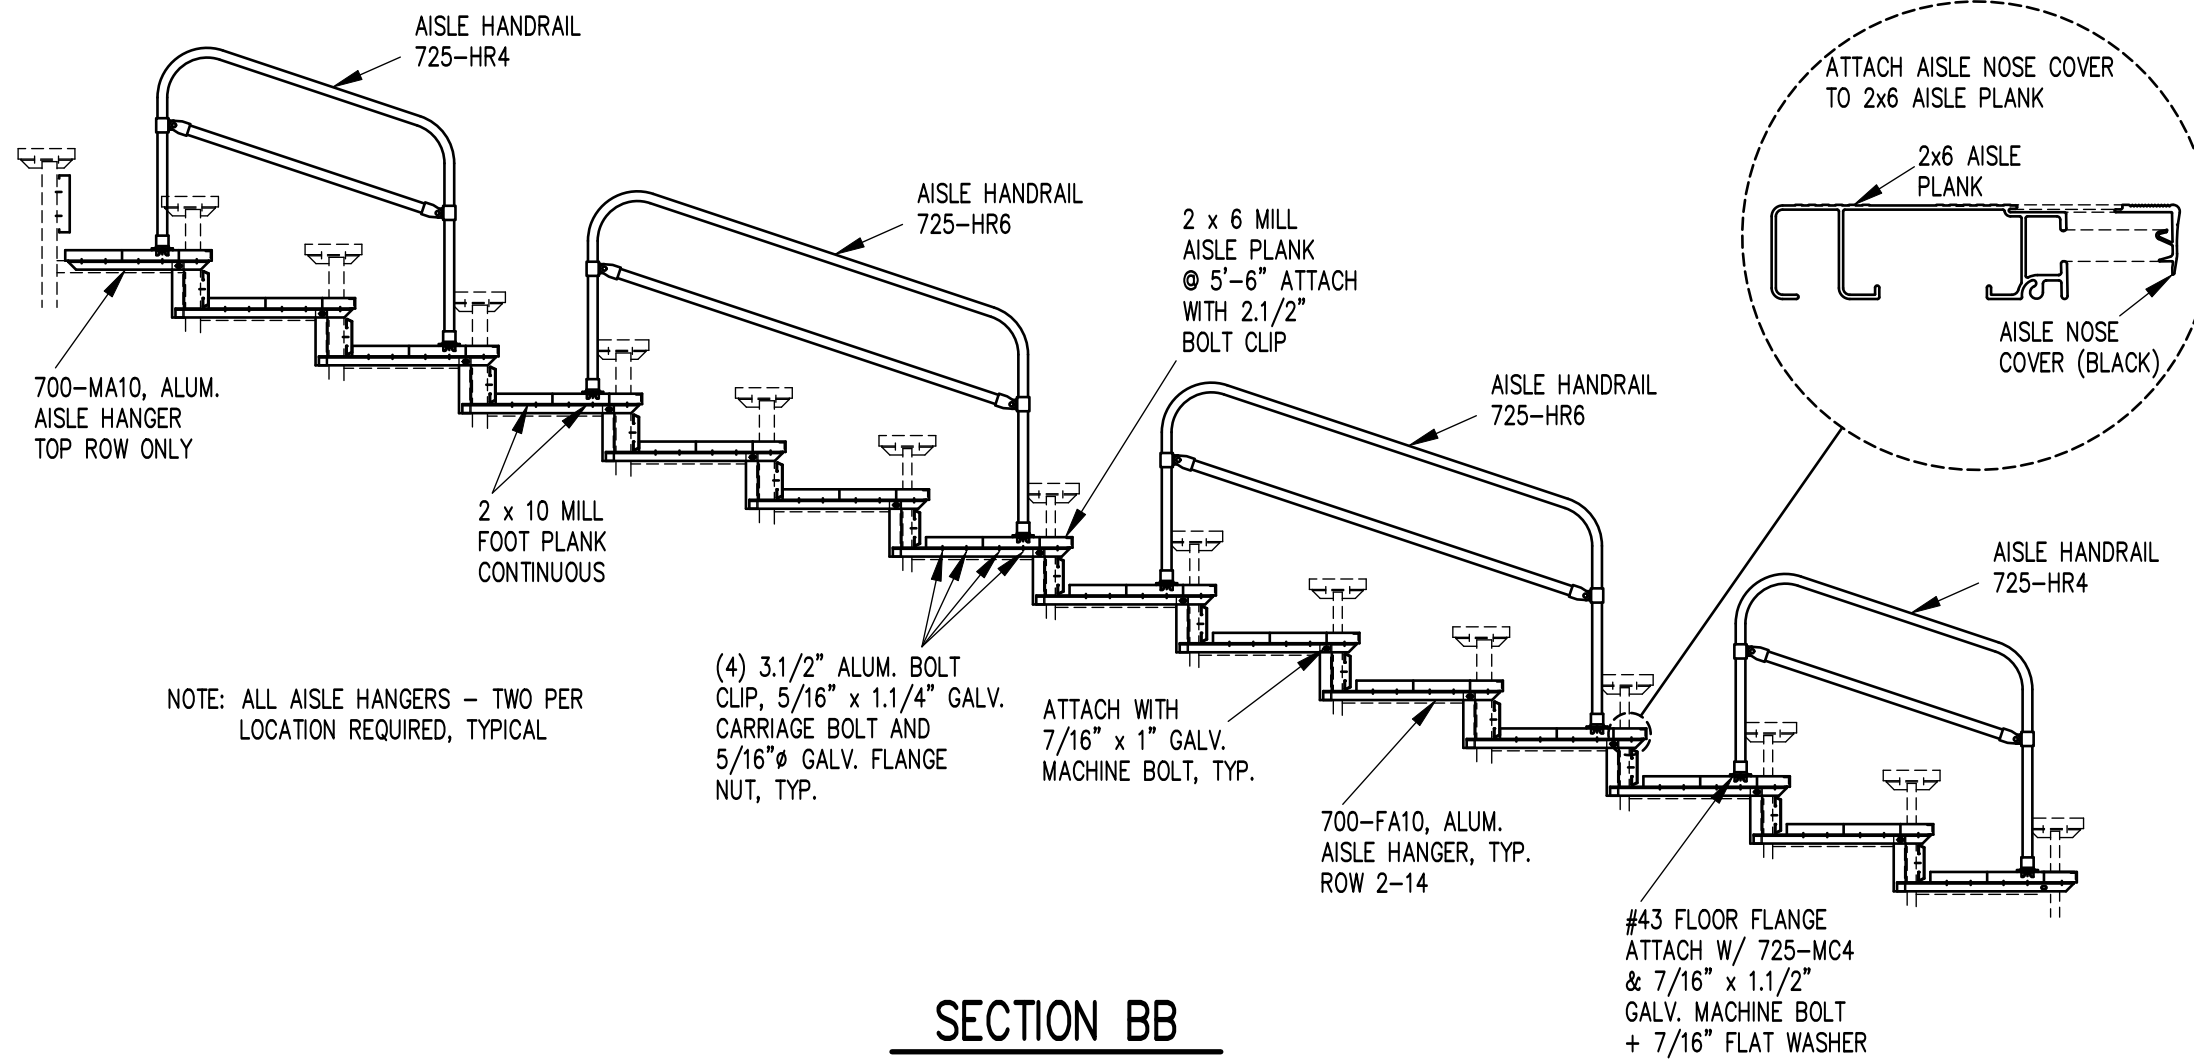 AISLE HANDRAIL
725-HR4
ATTACH AISLE NOSE COVER
TO 2x6 AISLE PLANK
2x6 AISLE
PLANK
AISLE NOSE
COVER (BLACK)
AISLE HANDRAIL
725-HR6
2 x 6 MILL
AISLE PLANK
@ 5'-6" ATTACH
WITH 2.1/2"
BOLT CLIP
700-MA10, ALUM.
AISLE HANGER
TOP ROW ONLY
AISLE HANDRAIL
725-HR6
2 x 10 MILL
FOOT PLANK
CONTINUOUS
AISLE HANDRAIL
725-HR4
NOTE: ALL AISLE HANGERS - TWO PER
LOCATION REQUIRED, TYPICAL
(4) 3.1/2" ALUM. BOLT
CLIP, 5/16" x 1.1/4" GALV.
CARRIAGE BOLT AND
5/16"ø GALV. FLANGE
NUT, TYP.
ATTACH WITH
7/16" x 1" GALV.
MACHINE BOLT, TYP.
700-FA10, ALUM.
AISLE HANGER, TYP.
ROW 2-14
#43 FLOOR FLANGE
ATTACH W/ 725-MC4
& 7/16" x 1.1/2"
GALV. MACHINE BOLT
+ 7/16" FLAT WASHER
SECTION BB